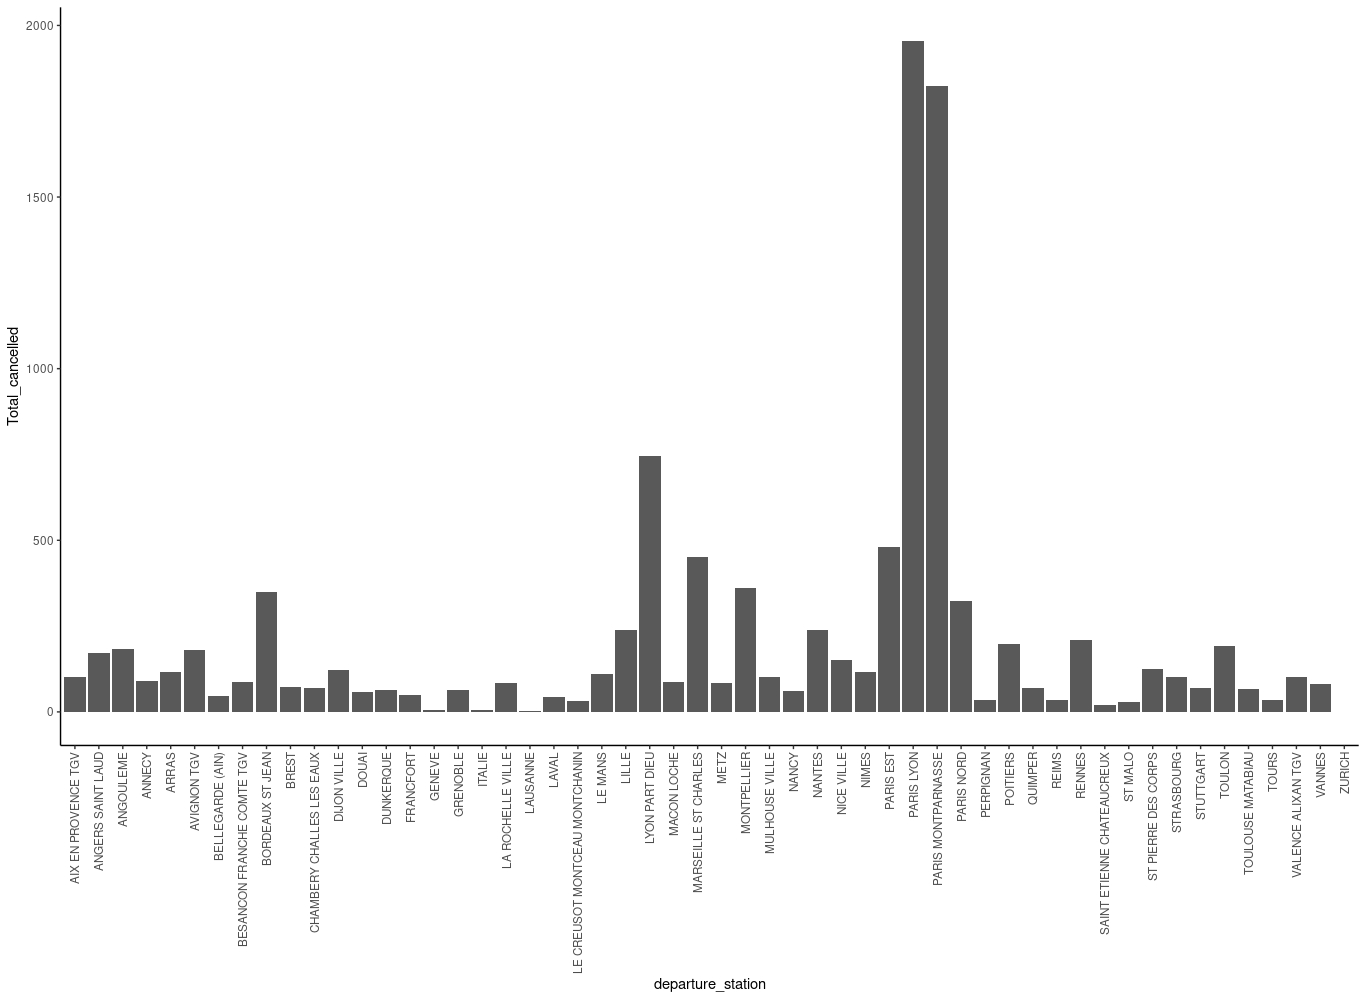 2000
1500
1000
500
0
Total_cancelled
AIX EN PROVENCE TGV
ANGERS SAINT LAUD
ANGOULEME
ANNECY
ARRAS
AVIGNON TGV
BELLEGARDE (AIN)
BESANCON FRANCHE COMTE TGV
BORDEAUX ST JEAN
BREST
CHAMBERY CHALLES LES EAUX
DIJON VILLE
DOUAI
DUNKERQUE
FRANCFORT
GENEVE
GRENOBLE
ITALIE
LA ROCHELLE VILLE
LAUSANNE
LAVAL
LE CREUSOT MONTCEAU MONTCHANIN
LE MANS
LILLE
LYON PART DIEU
MACON LOCHE
MARSEILLE ST CHARLES
METZ
MONTPELLIER
MULHOUSE VILLE
NANCY
NANTES
NICE VILLE
NIMES
PARIS EST
PARIS LYON
PARIS MONTPARNASSE
PARIS NORD
PERPIGNAN
POITIERS
QUIMPER
REIMS
RENNES
SAINT ETIENNE CHATEAUCREUX
ST MALO
ST PIERRE DES CORPS
STRASBOURG
STUTTGART
TOULON
TOULOUSE MATABIAU
TOURS
VALENCE ALIXAN TGV
VANNES
ZURICH
departure_station